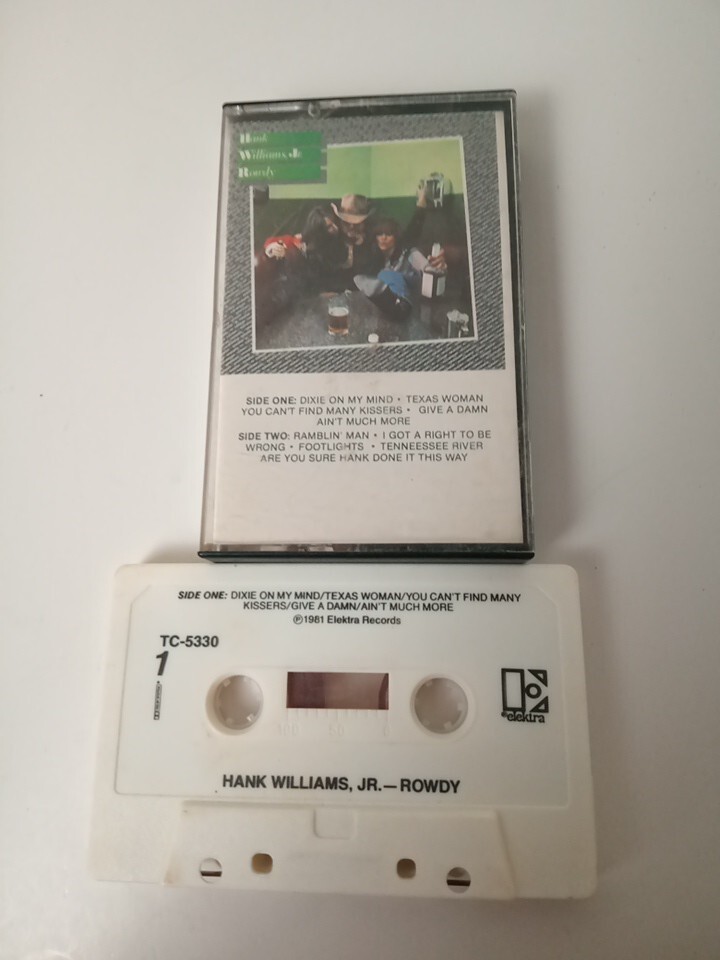 Hank
Williams, Jr.
Rowdy
SIDE ONE: DIXIE ON MY MIND • TEXAS WOMAN
YOU CAN'T FIND MANY KISSERS • GIVE A DAMN
AIN'T MUCH MORE
SIDE TWO: RAMBLIN' MAN • I GOT A RIGHT TO BE
WRONG • FOOTLIGHTS • TENNEESSEE RIVER
ARE YOU SURE HANK DONE IT THIS WAY
SIDE ONE: DIXIE ON MY MIND/TEXAS WOMAN/YOU CAN'T FIND MANY
KISSERS/GIVE A DAMN/AIN'T MUCH MORE
℗1981 Elektra Records
TC-5330
1
elektra
100 50
HANK WILLIAMS, JR.—ROWDY